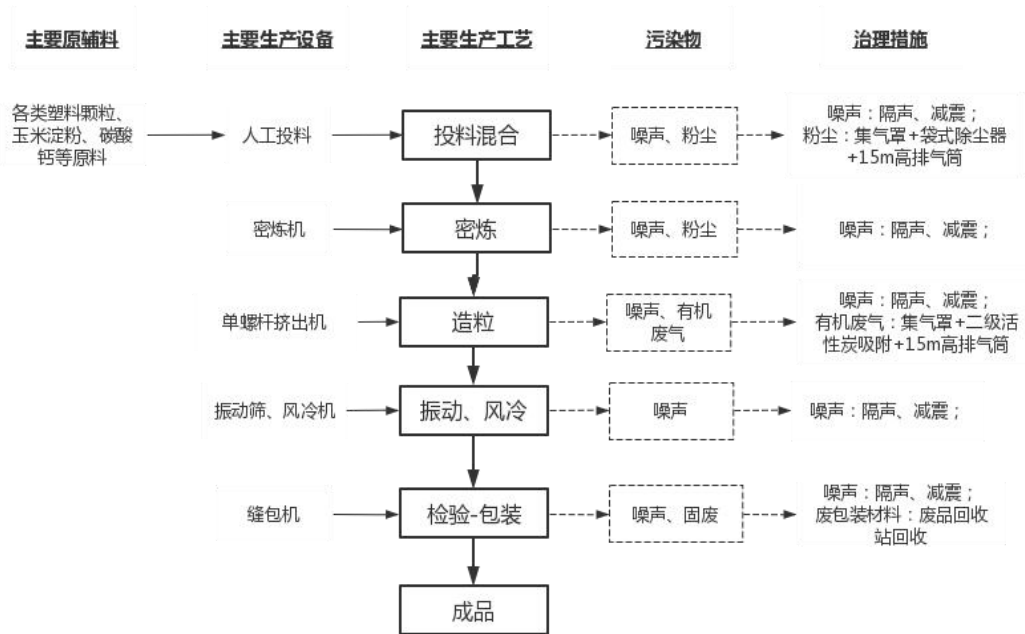 主要原辅料
主要生产设备
主要生产工艺
污染物
治理措施
各类塑料颗粒、
玉米淀粉、碳酸
钙等原料
人工投料
投料混合
噪声、粉尘
噪声：隔声、减震；
粉尘：集气罩+袋式除尘器
+15m高排气筒
密炼机
密炼
噪声、粉尘
噪声：隔声、减震；
单螺杆挤出机
造粒
噪声、有机
废气
噪声：隔声、减震；
有机废气：集气罩+二级活
性炭吸附+15m高排气筒
振动筛、风冷机
振动、风冷
噪声
噪声：隔声、减震；
缝包机
检验-包装
噪声、固废
噪声：隔声、减震；
废包装材料：废品回收
站回收
成品